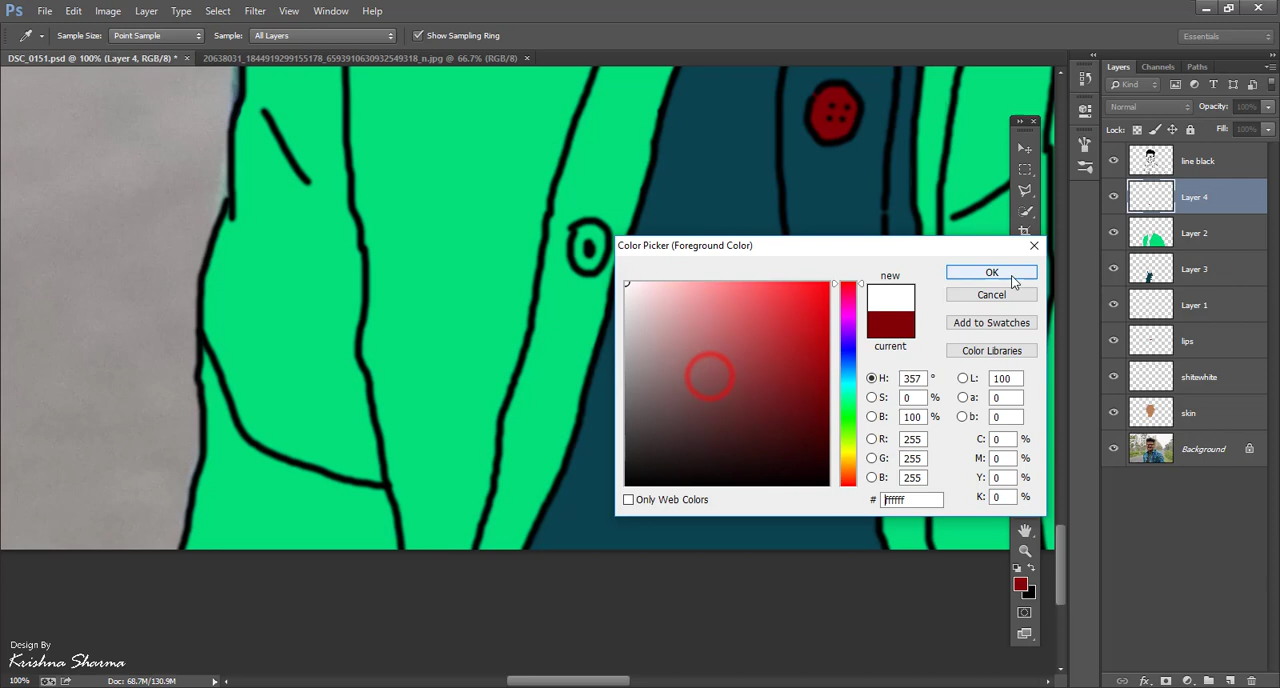 Ps File Edit Image Layer Type Select Filter View Window Help
Sample Size: Point Sample Sample: All Layers Show Sampling Ring Essentials
DSC_0151.psd @ 100% (Layer 4, RGB/8) * × 20638031_1844919299155178_6593910630932549318_n.jpg @ 66.7% (RGB/8) ×
Layers Channels Paths
Kind
Normal Opacity: 100%
Lock: Fill: 100%
line black
Layer 4
Layer 2
Layer 3
Layer 1
lips
shitewhite
skin
Background
Color Picker (Foreground Color)
new
current
OK
Cancel
Add to Swatches
Color Libraries
H: 357 ° L: 100
S: 0 % a: 0
B: 100 % b: 0
R: 255 C: 0 %
G: 255 M: 0 %
B: 255 Y: 0 %
# ffffff K: 0 %
Only Web Colors
Design By
Krishna Sharma
100% Doc: 68.7M/130.9M
fx